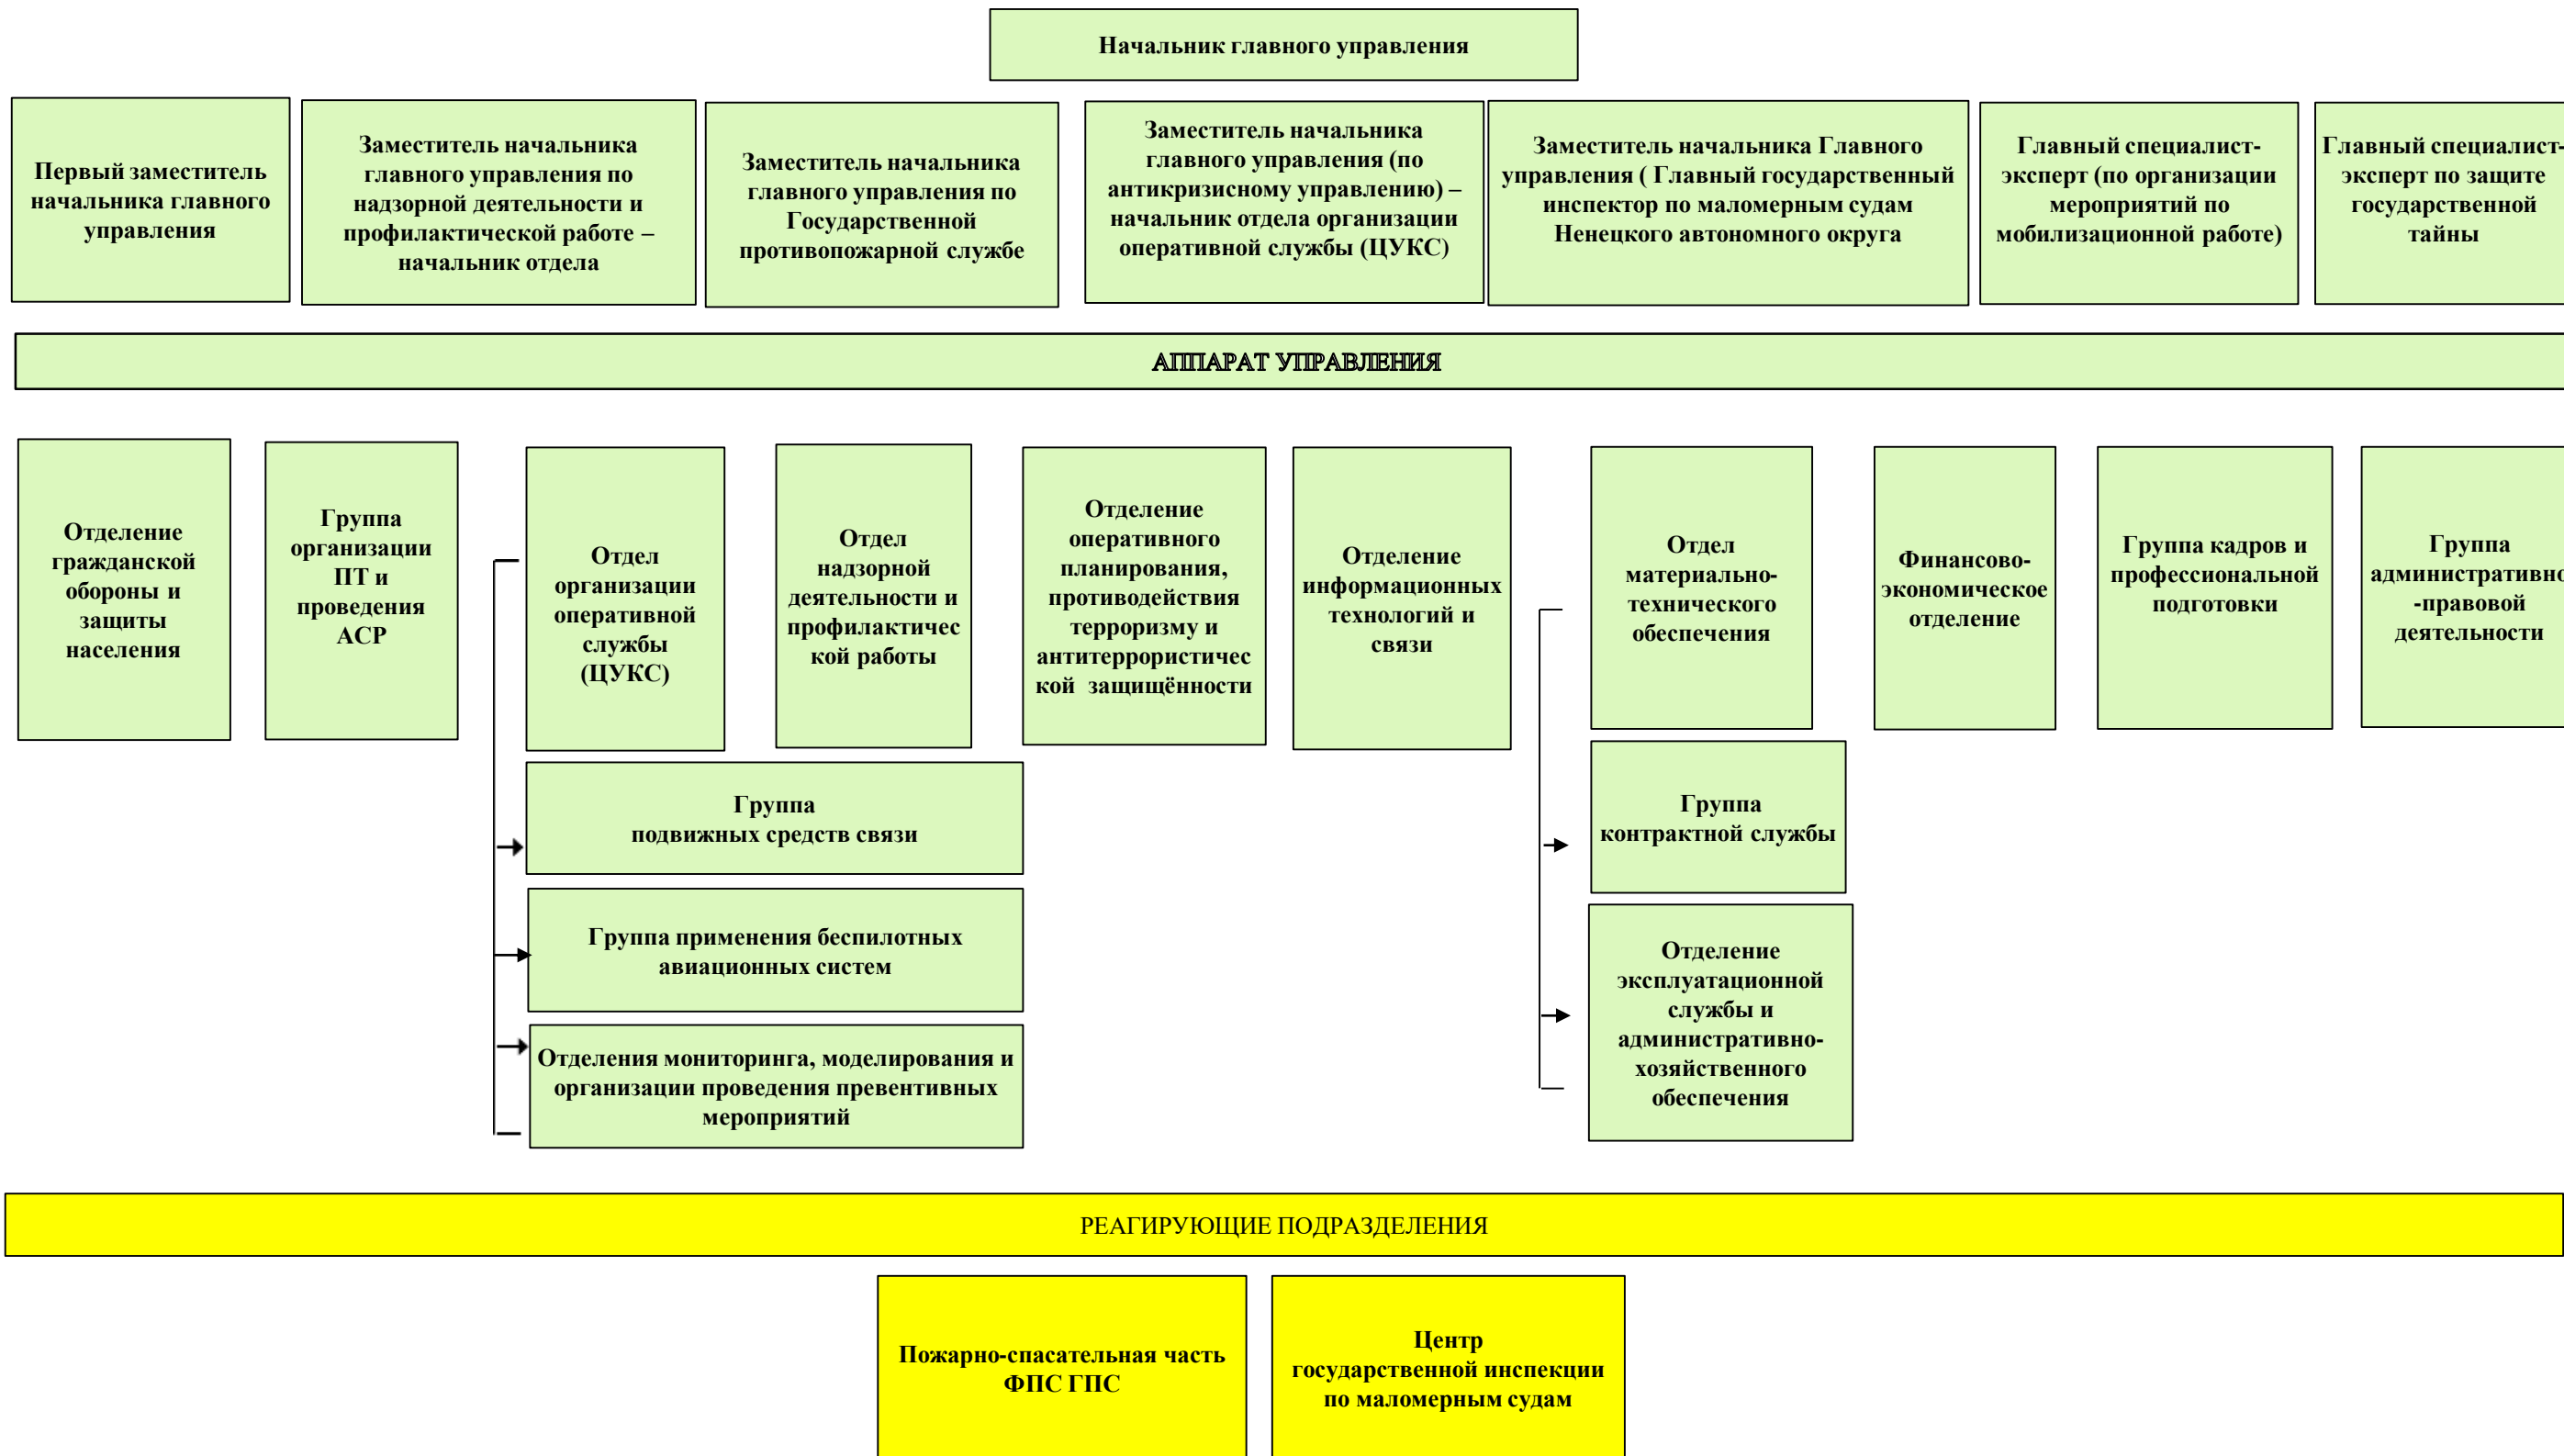 Начальник главного управления
Первый заместитель
начальника главного
управления
Заместитель начальника
главного управления по
надзорной деятельности и
профилактической работе –
начальник отдела
Заместитель начальника
главного управления по
Государственной
противопожарной службе
Заместитель начальника
главного управления (по
антикризисному управлению) –
начальник отдела организации
оперативной службы (ЦУКС)
Заместитель начальника Главного
управления ( Главный государственный
инспектор по маломерным судам
Ненецкого автономного округа
Главный специалист-
эксперт (по организации
мероприятий по
мобилизационной работе)
Главный специалист-
эксперт по защите
государственной
тайны
АППАРАТ УПРАВЛЕНИЯ
Отделение
гражданской
обороны и
защиты
населения
Группа
организации
ПТ и
проведения
АСР
Отдел
организации
оперативной
службы
(ЦУКС)
Отдел
надзорной
деятельности и
профилактичес
кой работы
Отделение
оперативного
планирования,
противодействия
терроризму и
антитеррористичес
кой защищённости
Отделение
информационных
технологий и
связи
Отдел
материально-
технического
обеспечения
Финансово-
экономическое
отделение
Группа кадров и
профессиональной
подготовки
Группа
административно
-правовой
деятельности
Группа
подвижных средств связи
Группа применения беспилотных
авиационных систем
Отделения мониторинга, моделирования и
организации проведения превентивных
мероприятий
Группа
контрактной службы
Отделение
эксплуатационной
службы и
административно-
хозяйственного
обеспечения
РЕАГИРУЮЩИЕ ПОДРАЗДЕЛЕНИЯ
Пожарно-спасательная часть
ФПС ГПС
Центр
государственной инспекции
по маломерным судам